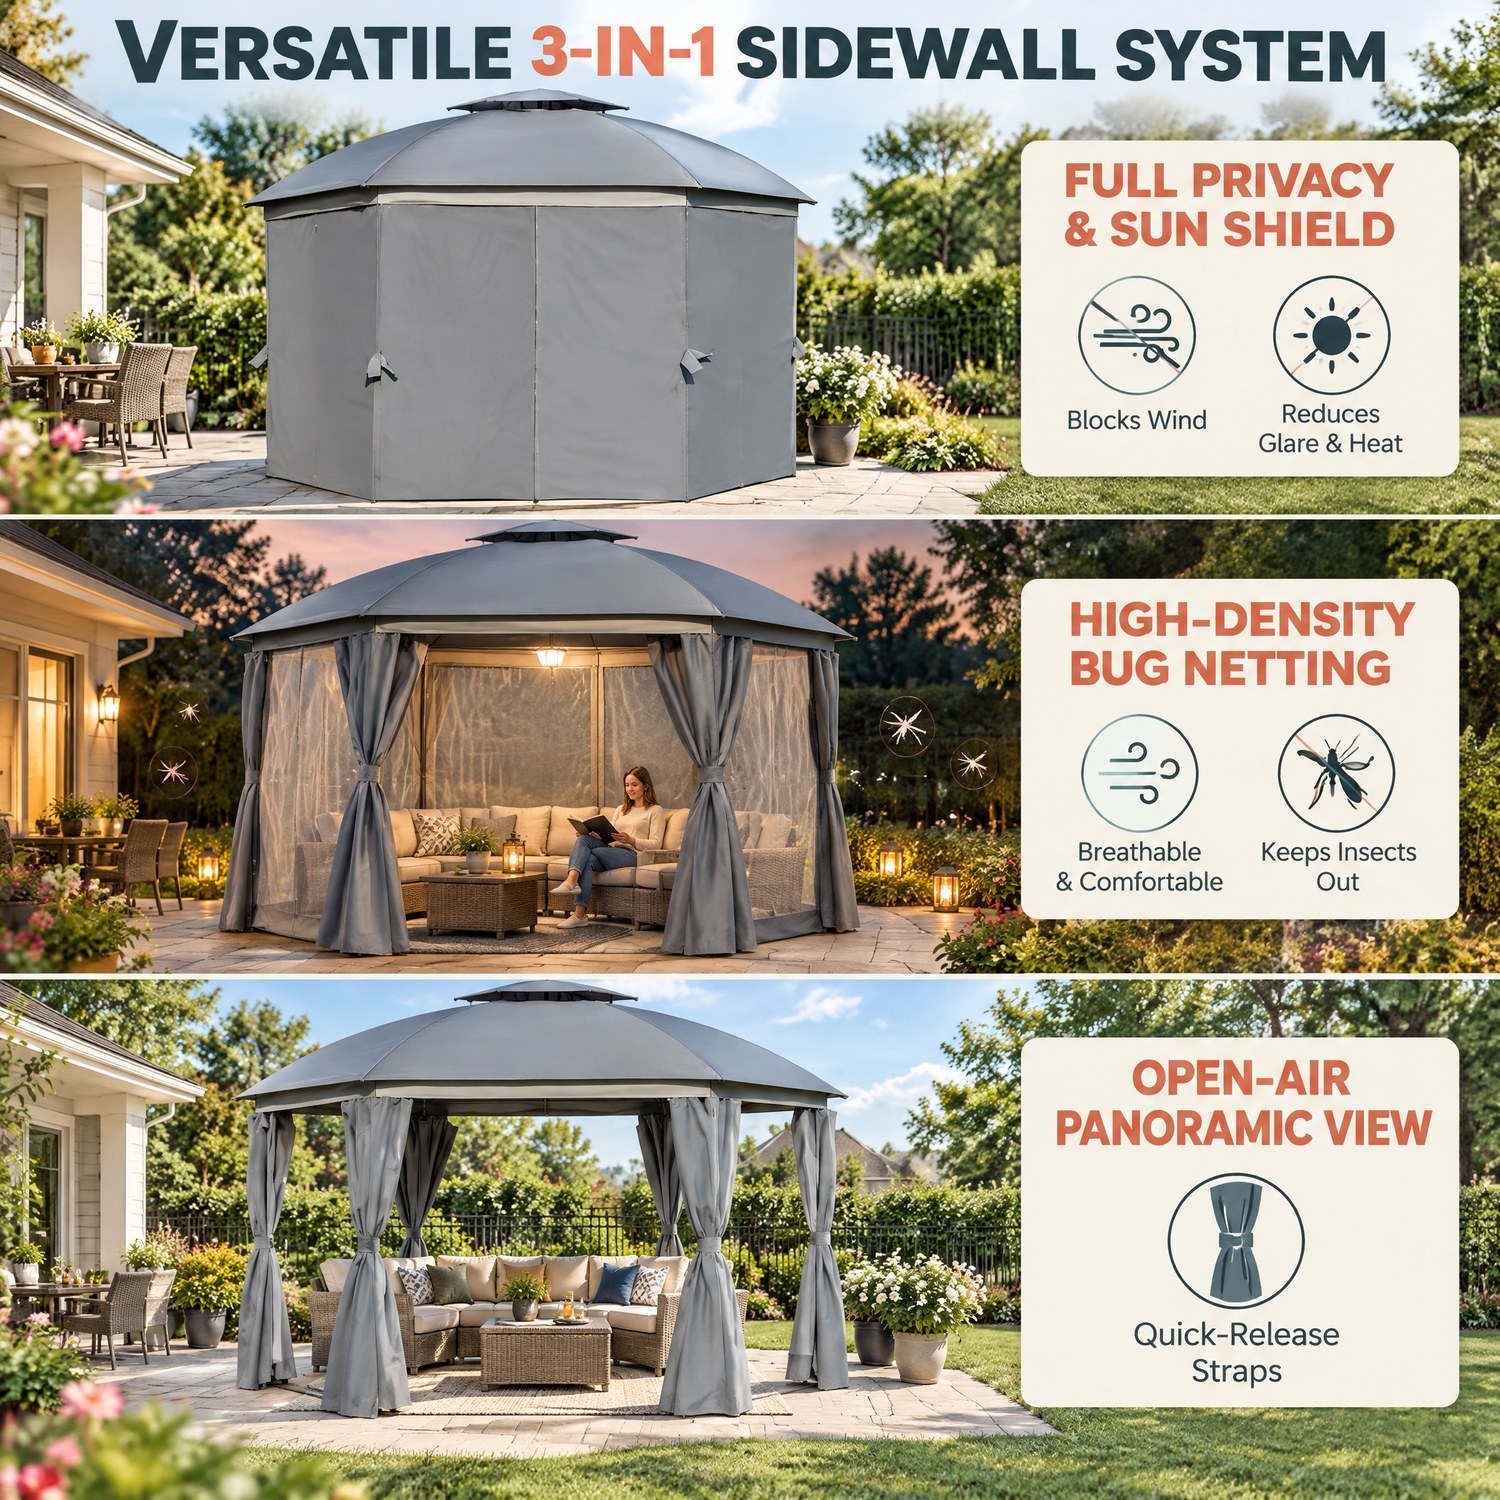 VERSATILE 3-IN-1 SIDEWALL SYSTEM
FULL PRIVACY
& SUN SHIELD
Blocks Wind
Reduces
Glare & Heat
HIGH-DENSITY
BUG NETTING
Breathable
& Comfortable
Keeps Insects
Out
OPEN-AIR
PANORAMIC VIEW
Quick-Release
Straps